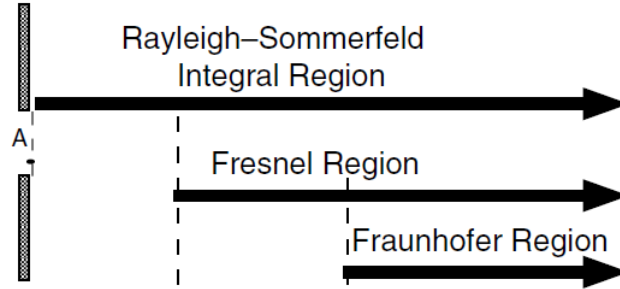 Rayleigh–Sommerfeld
Integral Region
A
Fresnel Region
Fraunhofer Region